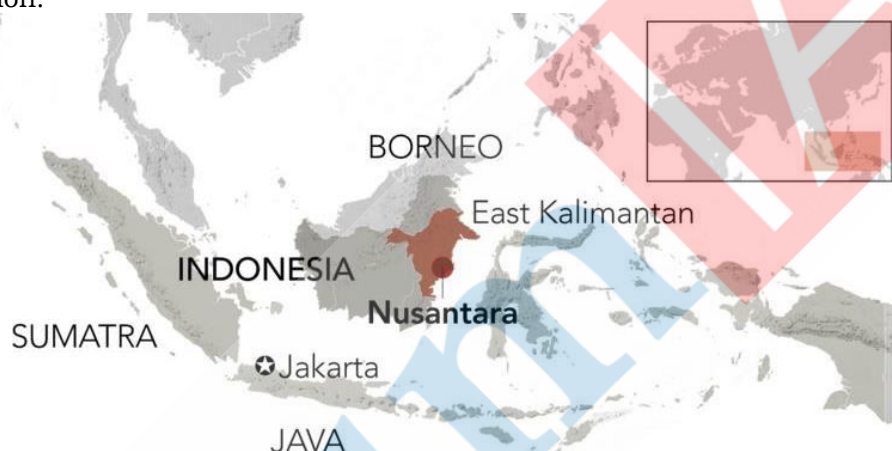 BORNEO
East Kalimantan
INDONESIA
Nusantara
SUMATRA
Jakarta
JAVA